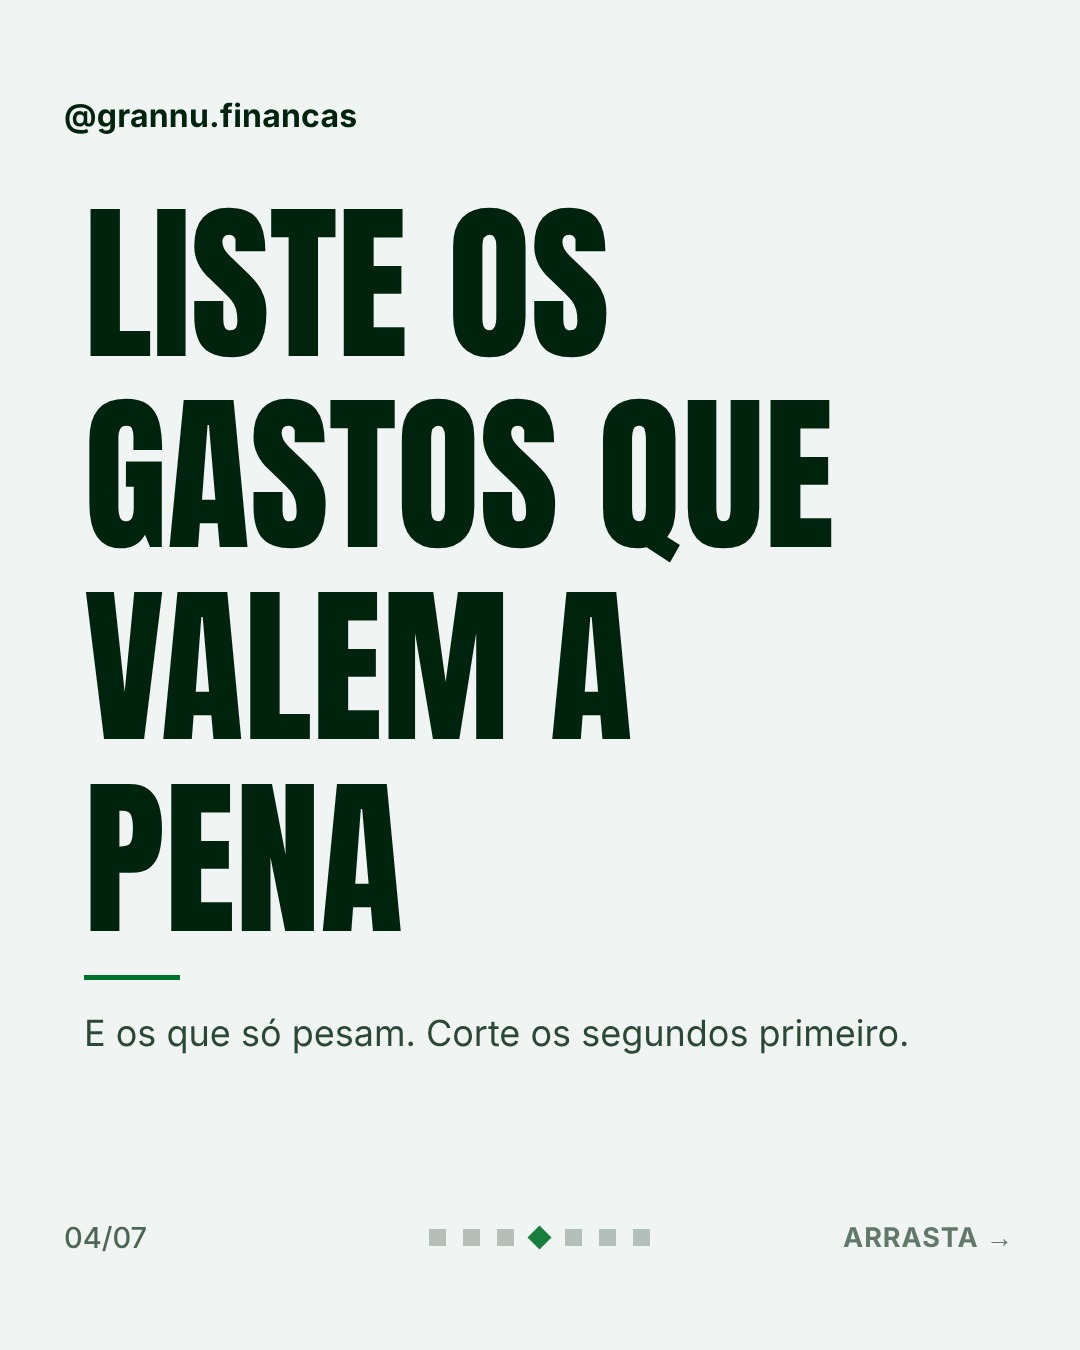 @grannu.financas
LISTE OS
GASTOS QUE
VALEM A
PENA
E os que só pesam. Corte os segundos primeiro.
04/07
ARRASTA →